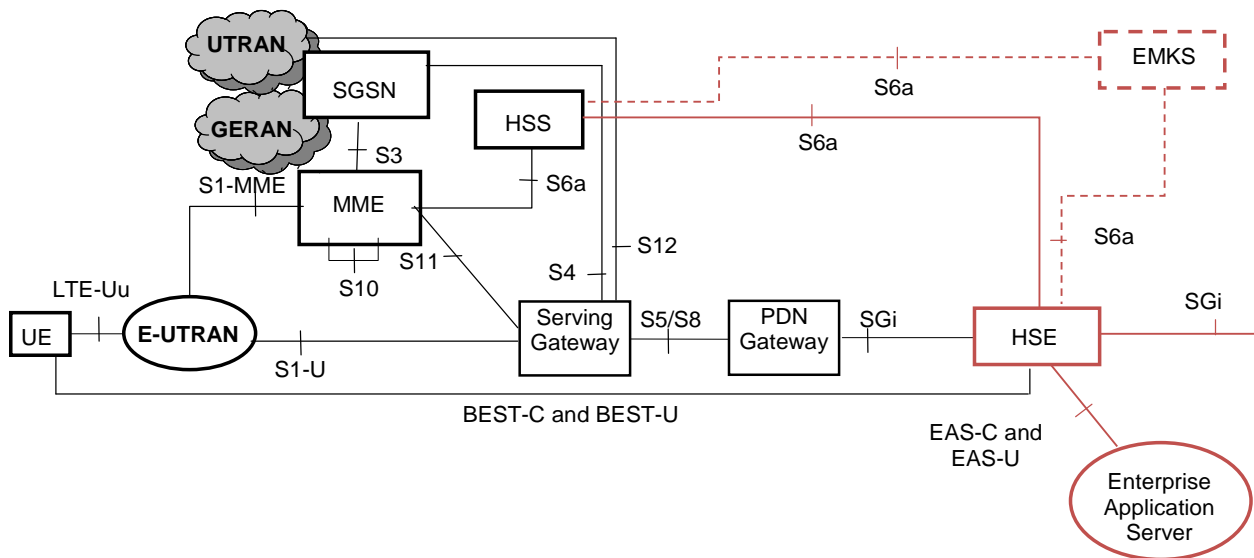 UTRAN
EMKS
SGSN
S6a
HSS
GERAN
S6a
S3
S1-MME
S6a
MME
S12
S6a
S11
S4
S10
LTE-Uu
SGi
Serving
Gateway
S5/S8
PDN
Gateway
SGi
UE
E-UTRAN
HSE
S1-U
BEST-C and BEST-U
EAS-C and
EAS-U
Enterprise
Application
Server